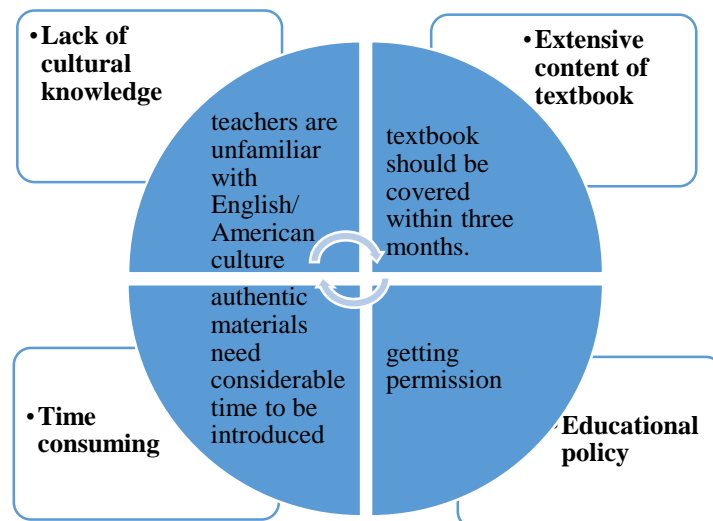 •Lack of
cultural
knowledge
•Extensive
content of
textbook
teachers are
unfamiliar
with
English/
American
culture
textbook
should be
covered
within three
months.
authentic
materials
need
considerable
time to be
introduced
getting
permission
•Time
consuming
Educational
policy